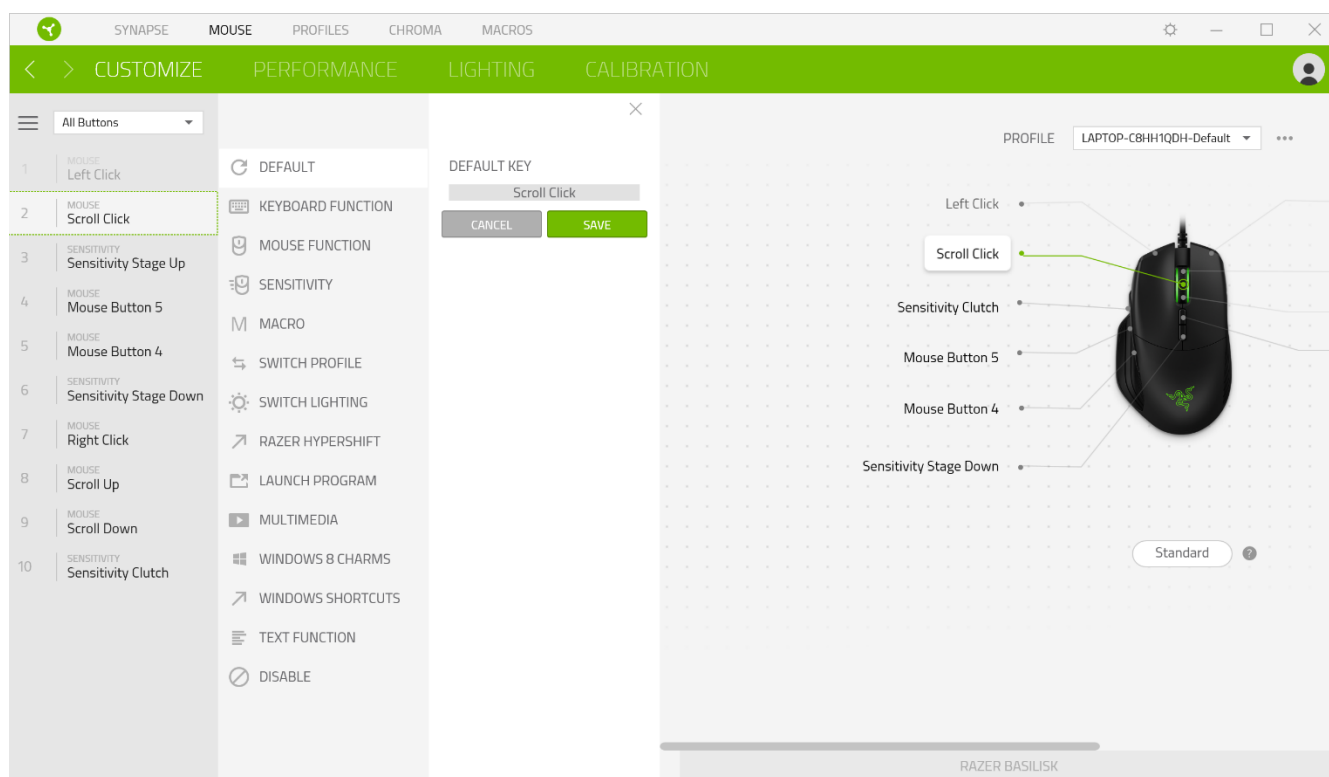 SYNAPSE MOUSE PROFILES CHROMA MACROS
CUSTOMIZE PERFORMANCE LIGHTING CALIBRATION
All Buttons
1 MOUSE
Left Click
2 MOUSE
Scroll Click
3 SENSITIVITY
Sensitivity Stage Up
4 MOUSE
Mouse Button 5
5 MOUSE
Mouse Button 4
6 SENSITIVITY
Sensitivity Stage Down
7 MOUSE
Right Click
8 MOUSE
Scroll Up
9 MOUSE
Scroll Down
10 SENSITIVITY
Sensitivity Clutch
DEFAULT
KEYBOARD FUNCTION
MOUSE FUNCTION
SENSITIVITY
MACRO
SWITCH PROFILE
SWITCH LIGHTING
RAZER HYPERSHIFT
LAUNCH PROGRAM
MULTIMEDIA
WINDOWS 8 CHARMS
WINDOWS SHORTCUTS
TEXT FUNCTION
DISABLE
DEFAULT KEY
Scroll Click
CANCEL SAVE
PROFILE LAPTOP-C8HH1QDH-Default
Left Click
Scroll Click
Sensitivity Clutch
Mouse Button 5
Mouse Button 4
Sensitivity Stage Down
Standard ?
RAZER BASILISK